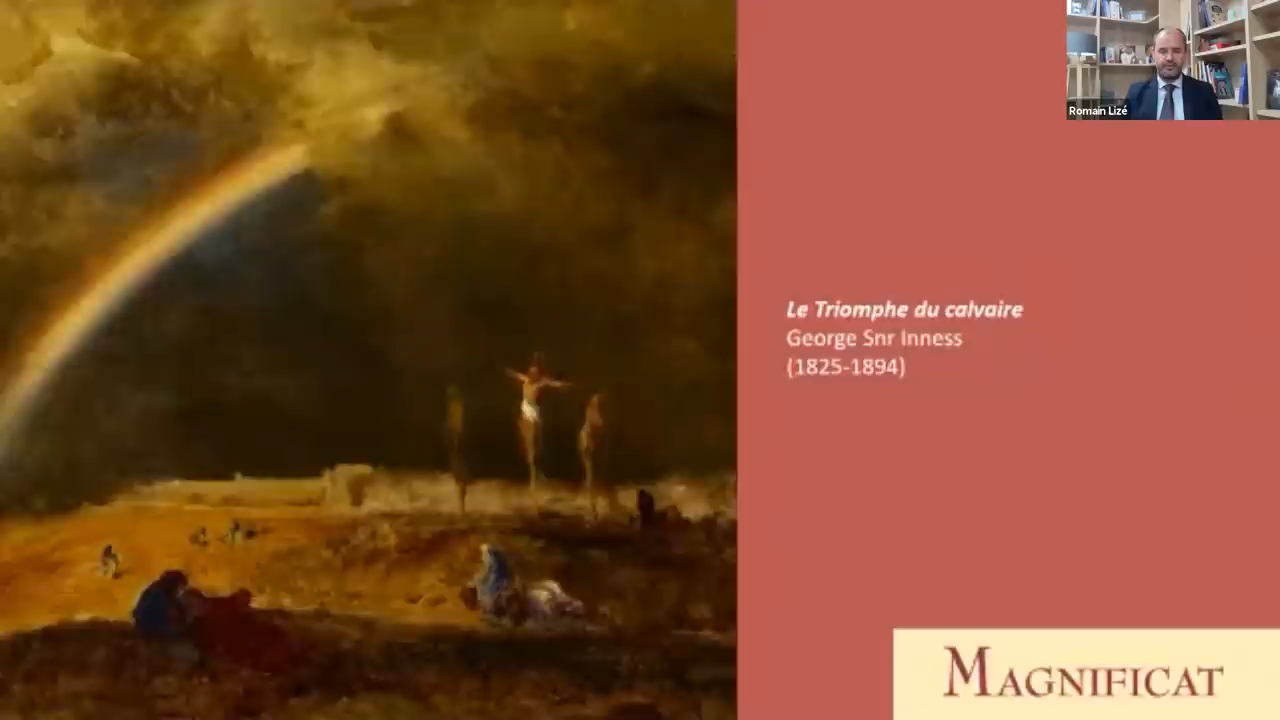 Romain Lizé
Le Triomphe du calvaire
George Snr Inness
(1825-1894)
MAGNIFICAT